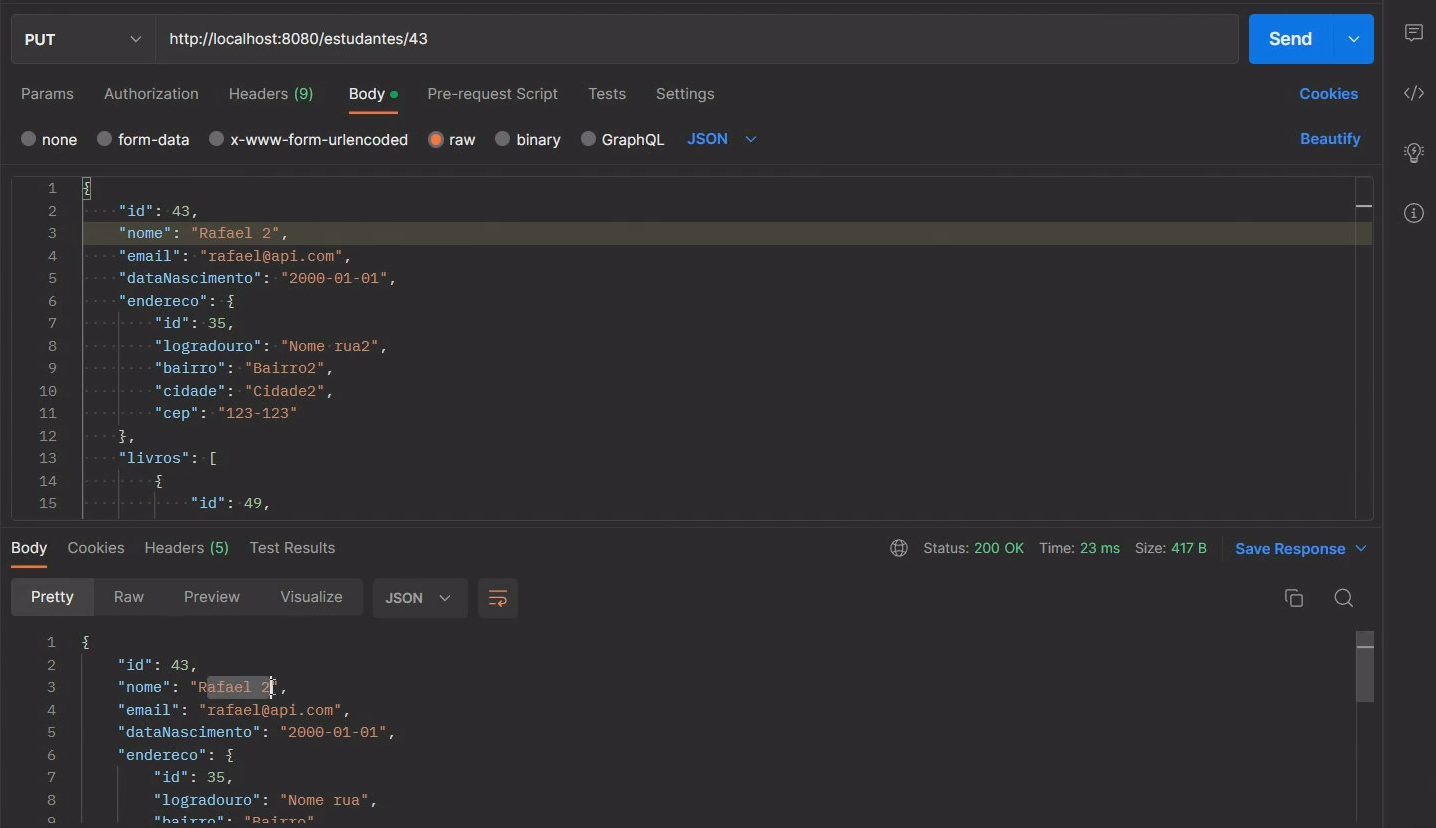 PUT http://localhost:8080/estudantes/43 Send
Params Authorization Headers (9) Body Pre-request Script Tests Settings Cookies
none form-data x-www-form-urlencoded raw binary GraphQL JSON Beautify
1 {
2 "id": 43,
3 "nome": "Rafael 2",
4 "email": "rafael@api.com",
5 "dataNascimento": "2000-01-01",
6 "endereco": {
7 "id": 35,
8 "logradouro": "Nome rua2",
9 "bairro": "Bairro2",
10 "cidade": "Cidade2",
11 "cep": "123-123"
12 },
13 "livros": [
14 {
15 "id": 49,
Body Cookies Headers (5) Test Results Status: 200 OK Time: 23 ms Size: 417 B Save Response
Pretty Raw Preview Visualize JSON
1 {
2 "id": 43,
3 "nome": "Rafael 2",
4 "email": "rafael@api.com",
5 "dataNascimento": "2000-01-01",
6 "endereco": {
7 "id": 35,
8 "logradouro": "Nome rua",
9 "bairro": "Bairro"